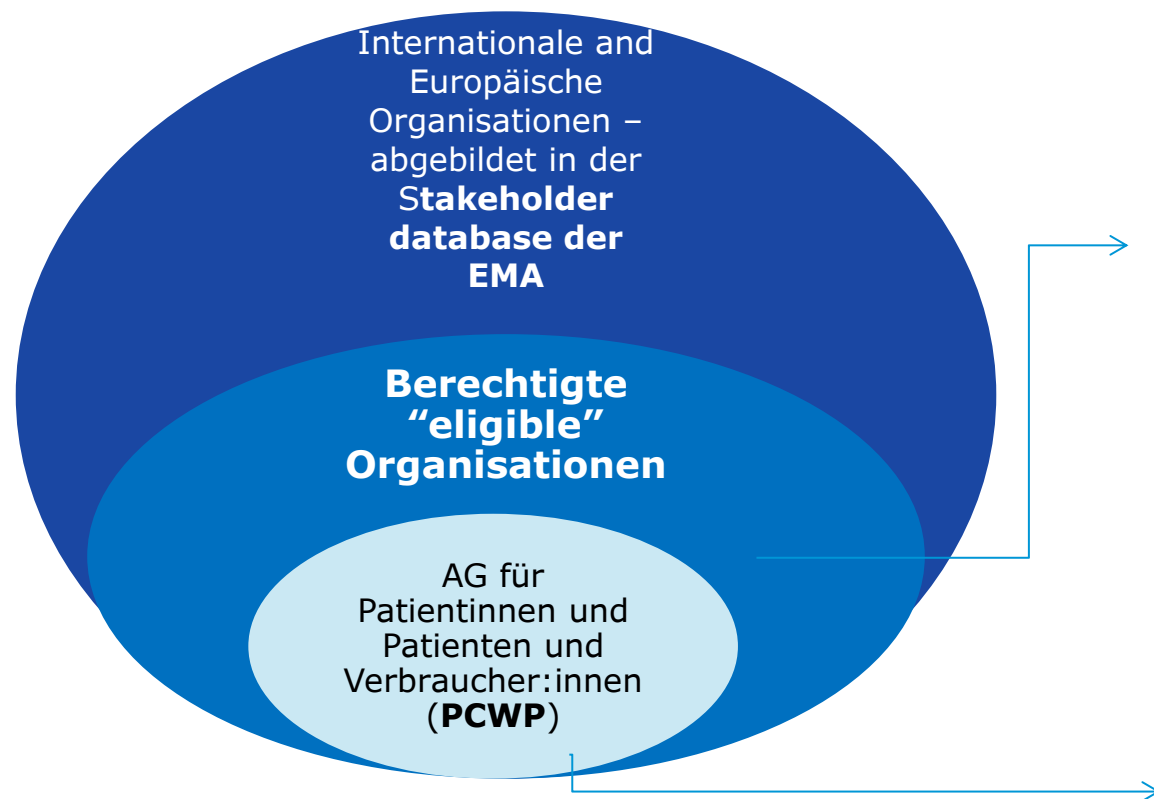 Internationale and
Europäische
Organisationen –
abgebildet in der
Stakeholder
database der
EMA
Berechtigte
“eligible”
Organisationen
AG für
Patientinnen und
Patienten und
Verbraucher:innen
(PCWP)